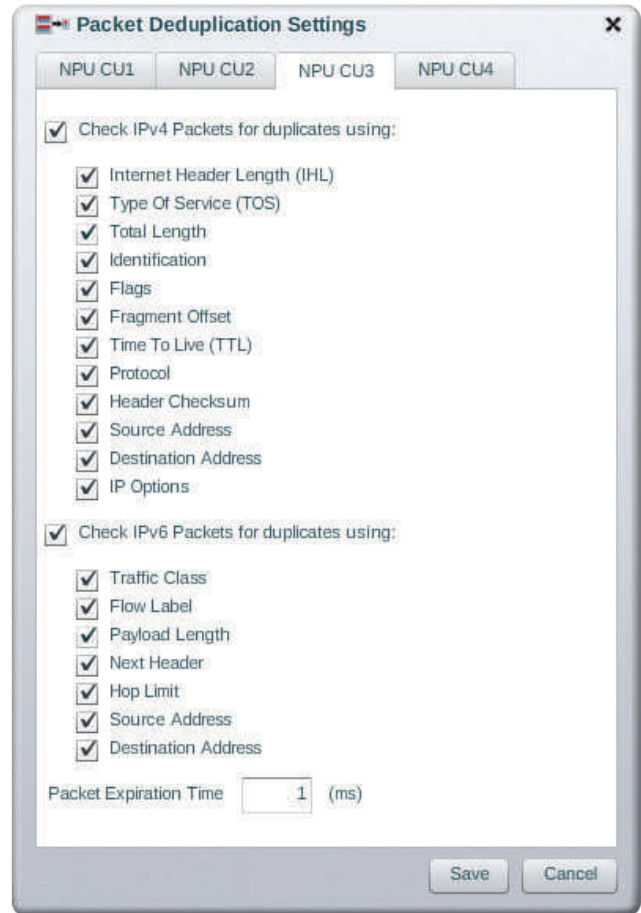 Packet Deduplication Settings
NPU CU1 NPU CU2 NPU CU3 NPU CU4
Check IPv4 Packets for duplicates using:
Internet Header Length (IHL)
Type Of Service (TOS)
Total Length
Identification
Flags
Fragment Offset
Time To Live (TTL)
Protocol
Header Checksum
Source Address
Destination Address
IP Options
Check IPv6 Packets for duplicates using:
Traffic Class
Flow Label
Payload Length
Next Header
Hop Limit
Source Address
Destination Address
Packet Expiration Time 1 (ms)
Save Cancel